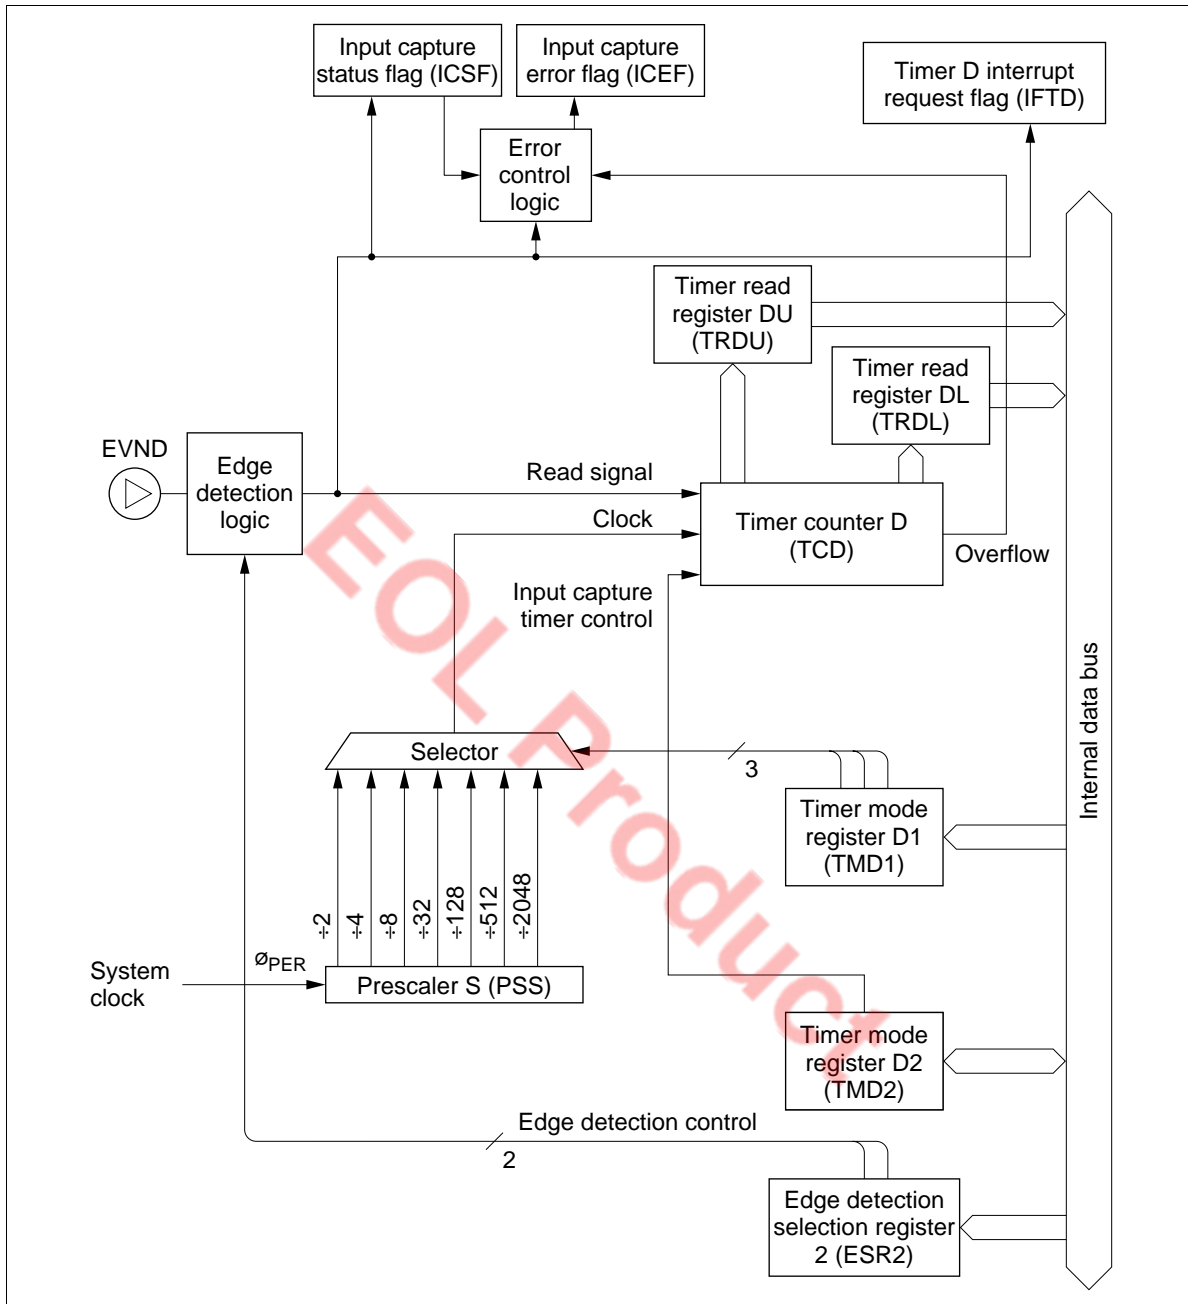 Input capture
status flag (ICSF)
Input capture
error flag (ICEF)
Timer D interrupt
request flag (IFTD)
Error
control
logic
Timer read
register DU
(TRDU)
Timer read
register DL
(TRDL)
EVND
Edge
detection
logic
Read signal
Clock
Timer counter D
(TCD)
Overflow
Input capture
timer control
Internal data bus
Selector
3
Timer mode
register D1
(TMD1)
÷2
÷4
÷8
÷32
÷128
÷512
÷2048
System
clock
øPER
Prescaler S (PSS)
Timer mode
register D2
(TMD2)
Edge detection control
2
Edge detection
selection register
2 (ESR2)
EOL Product